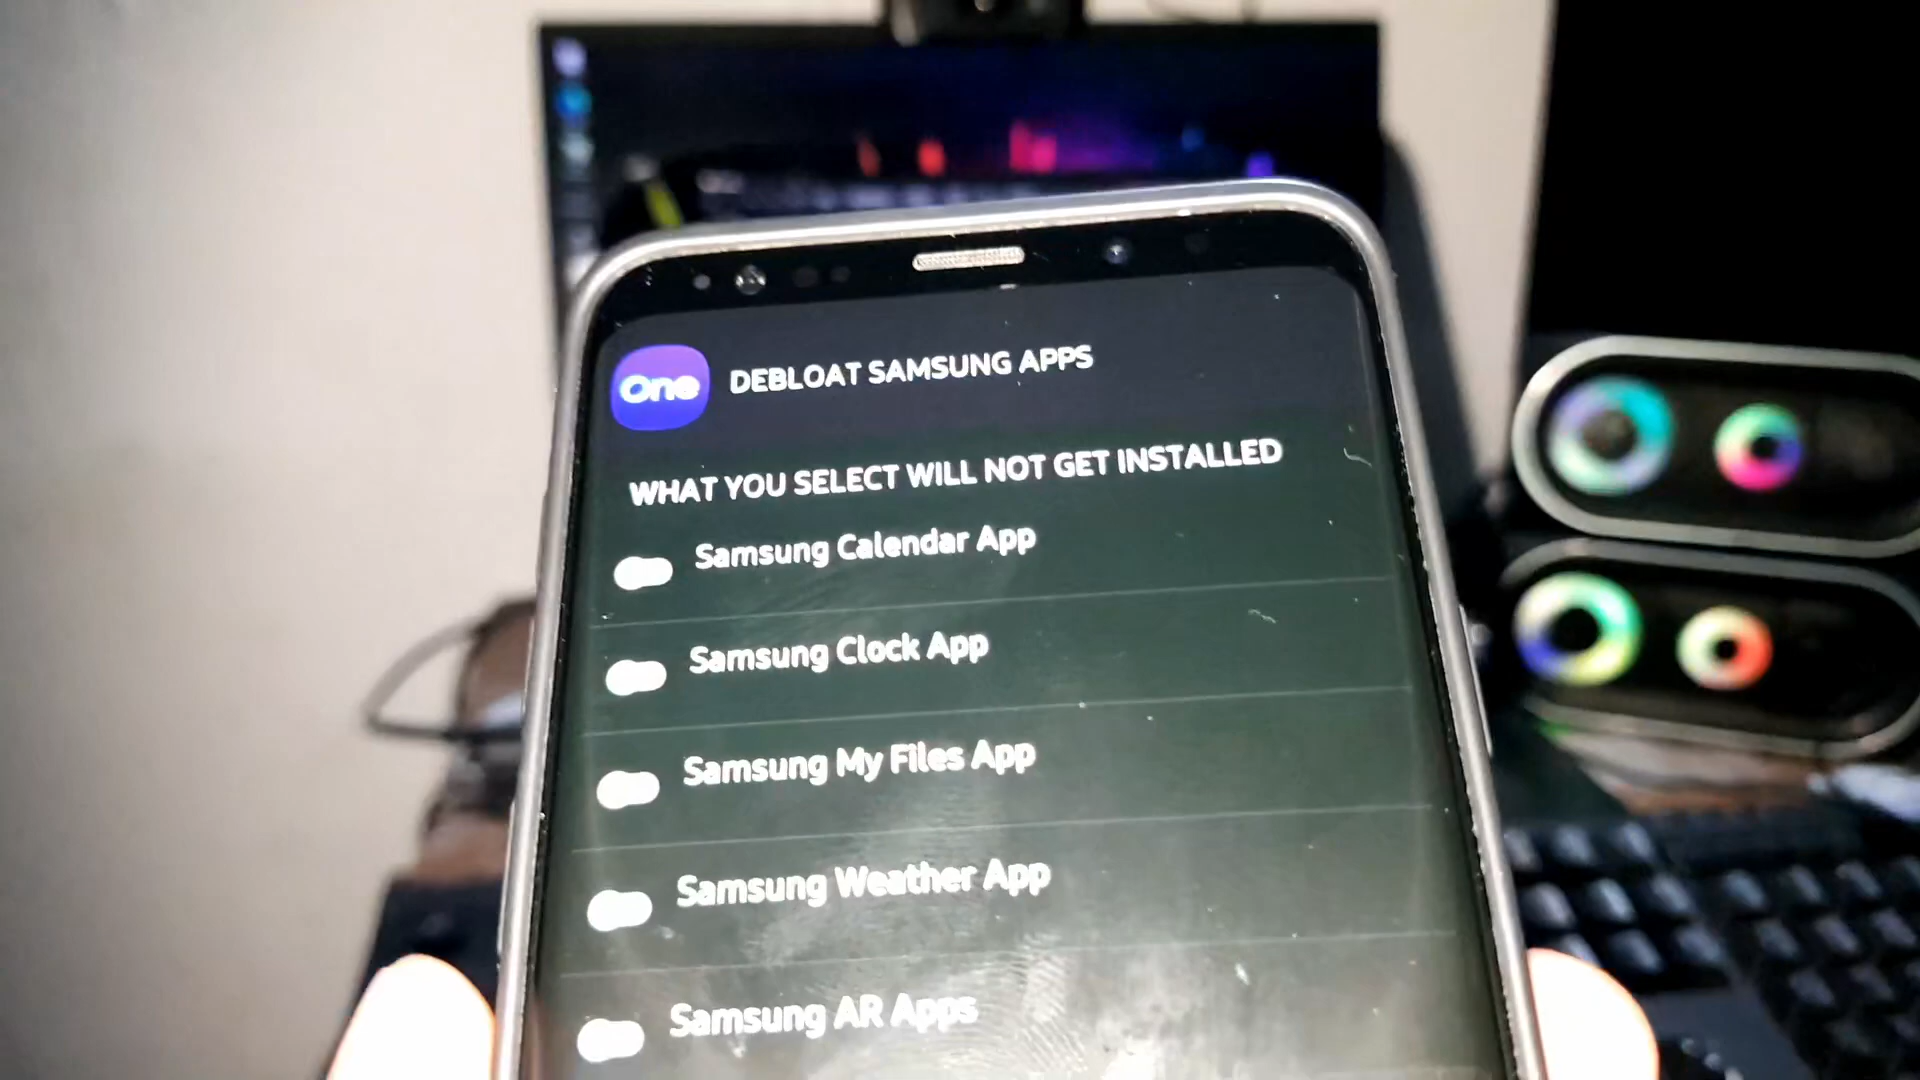 One
DEBLOAT SAMSUNG APPS
WHAT YOU SELECT WILL NOT GET INSTALLED
Samsung Calendar App
Samsung Clock App
Samsung My Files App
Samsung Weather App
Samsung AR Apps